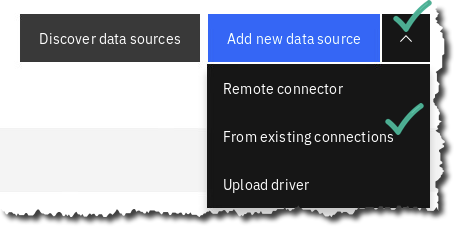 Discover data sources
Add new data source
Remote connector
From existing connections
Upload driver